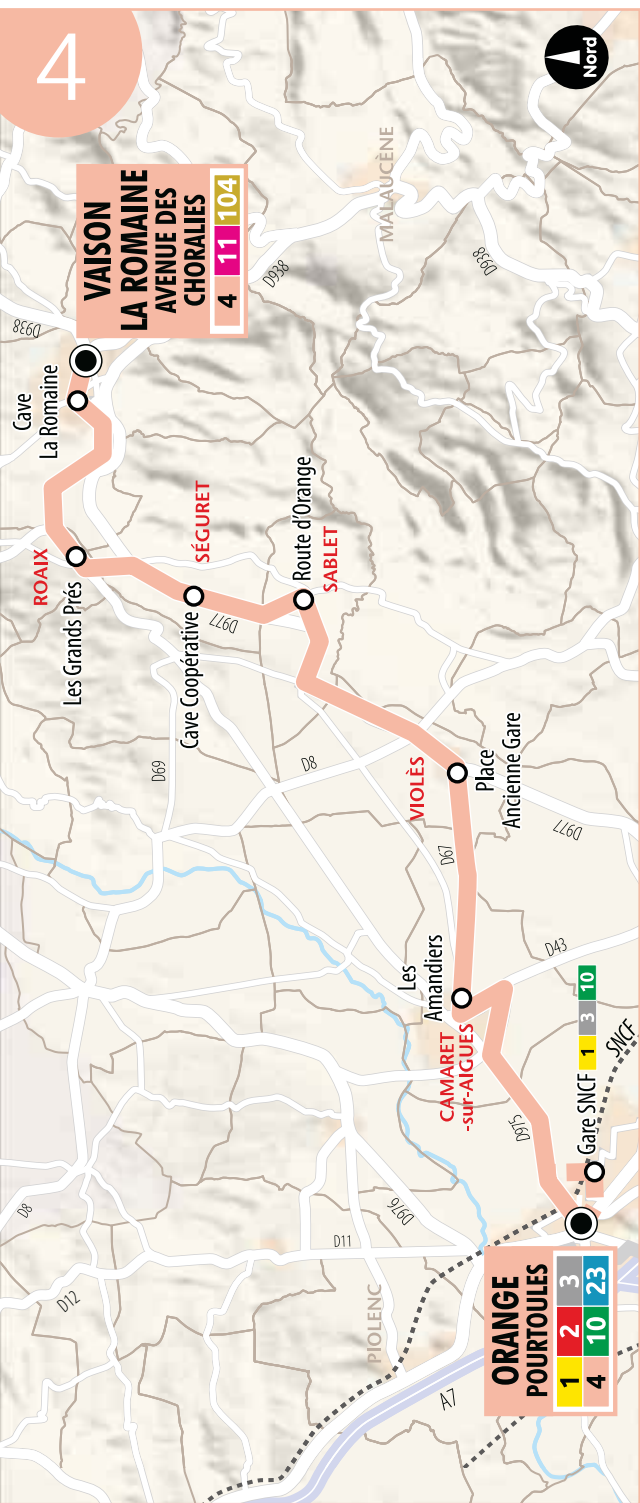 4
Nord
VAISON
LA ROMAINE
AVENUE DES
CHORALIES
4 11 104
MALAUCÈNE
D938
D938
D938
Cave
La Romaine
ROAIX
Les Grands Prés
SÉGURET
Cave Coopérative
D977
Route d'Orange
SABLET
D69
D8
VIOLÈS
Place
Ancienne Gare
D977
D67
Les
Amandiers
D43
CAMARET
-sur-AIGUES
D975
Gare SNCF 1 3 10
SNCF
D8
D976
D11
D12
PIOLENC
A7
ORANGE
POURTOULES
1 2 3
4 10 23